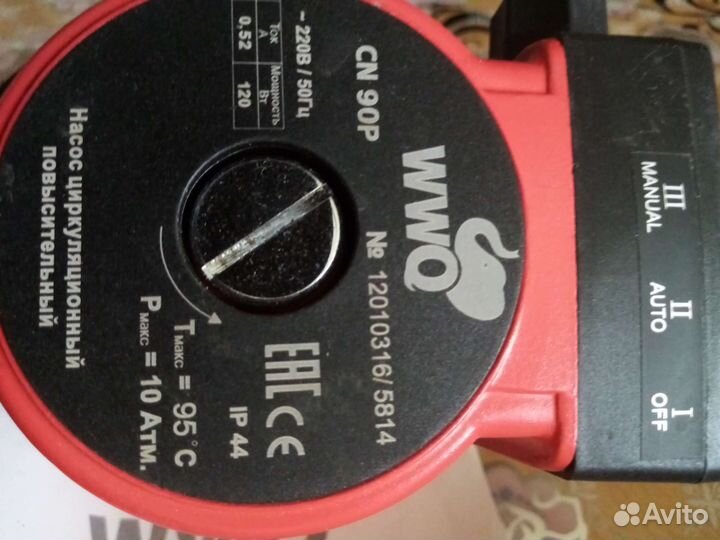 WWQ
CN 90P
~ 220В / 50Гц
Ток А
Мощность Вт
0,52
120
№ 12010316/ 5814
Насос циркуляционный
повысительный
Tмакс = 95°C
Pмакс = 10 Атм.
EAC CE
IP 44
III
MANUAL
II
AUTO
I
OFF
Avito